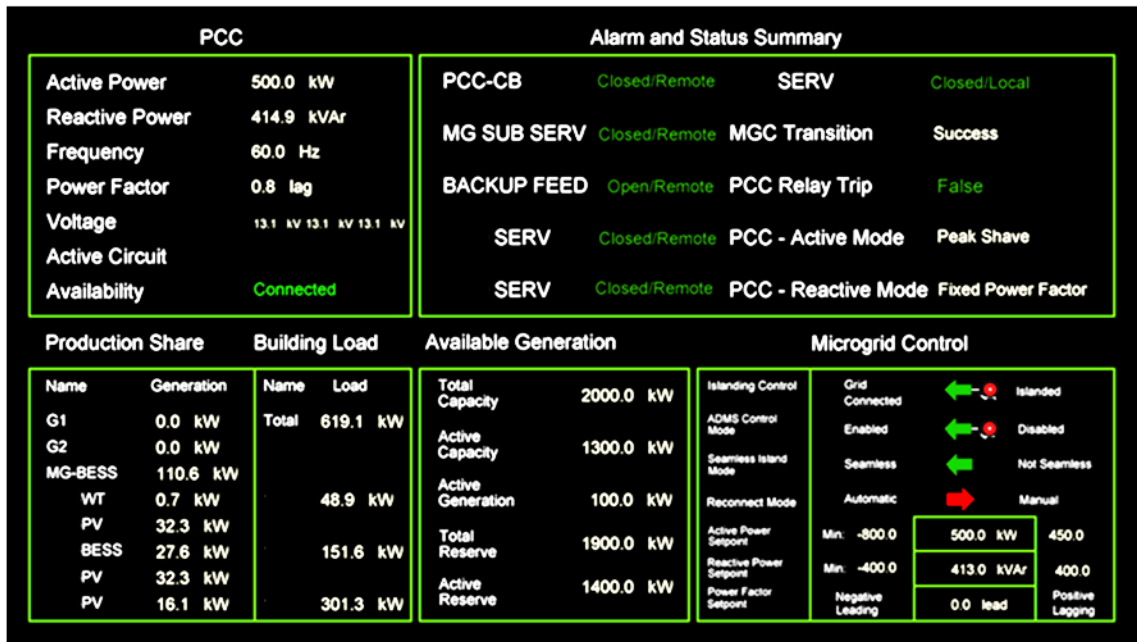 PCC
Active Power 500.0 kW
Reactive Power 414.9 kVAr
Frequency 60.0 Hz
Power Factor 0.8 lag
Voltage 13.1 kV 13.1 kV 13.1 kV
Active Circuit
Availability Connected
Alarm and Status Summary
PCC-CB Closed/Remote SERV Closed/Local
MG SUB SERV Closed/Remote MGC Transition Success
BACKUP FEED Open/Remote PCC Relay Trip False
SERV Closed/Remote PCC - Active Mode Peak Shave
SERV Closed/Remote PCC - Reactive Mode Fixed Power Factor
Production Share
Name Generation
G1 0.0 kW
G2 0.0 kW
MG-BESS 110.6 kW
WT 0.7 kW
PV 32.3 kW
BESS 27.6 kW
PV 32.3 kW
PV 16.1 kW
Building Load
Name Load
Total 619.1 kW
48.9 kW
151.6 kW
301.3 kW
Available Generation
Total
Capacity 2000.0 kW
Active
Capacity 1300.0 kW
Active
Generation 100.0 kW
Total
Reserve 1900.0 kW
Active
Reserve 1400.0 kW
Microgrid Control
Islanding Control Grid
Connected Islanded
ADMS Control
Mode Enabled Disabled
Seamless Island
Mode Seamless Not Seamless
Reconnect Mode Automatic Manual
Active Power
Setpoint Min: -800.0 500.0 kW 450.0
Reactive Power
Setpoint Min: -400.0 413.0 kVAr 400.0
Power Factor
Setpoint Negative
Leading 0.0 lead Positive
Lagging